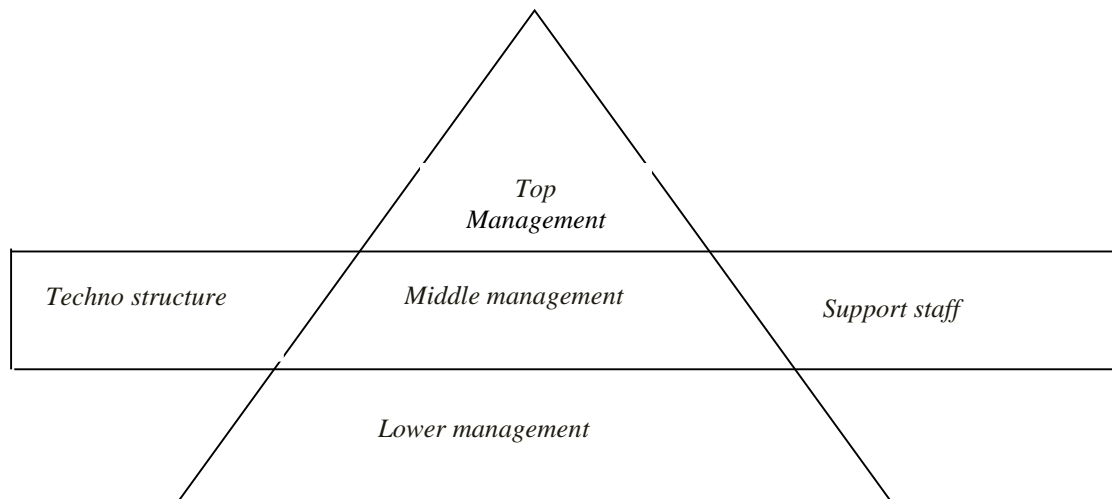 Top
Management
Techno structure
Middle management
Support staff
Lower management